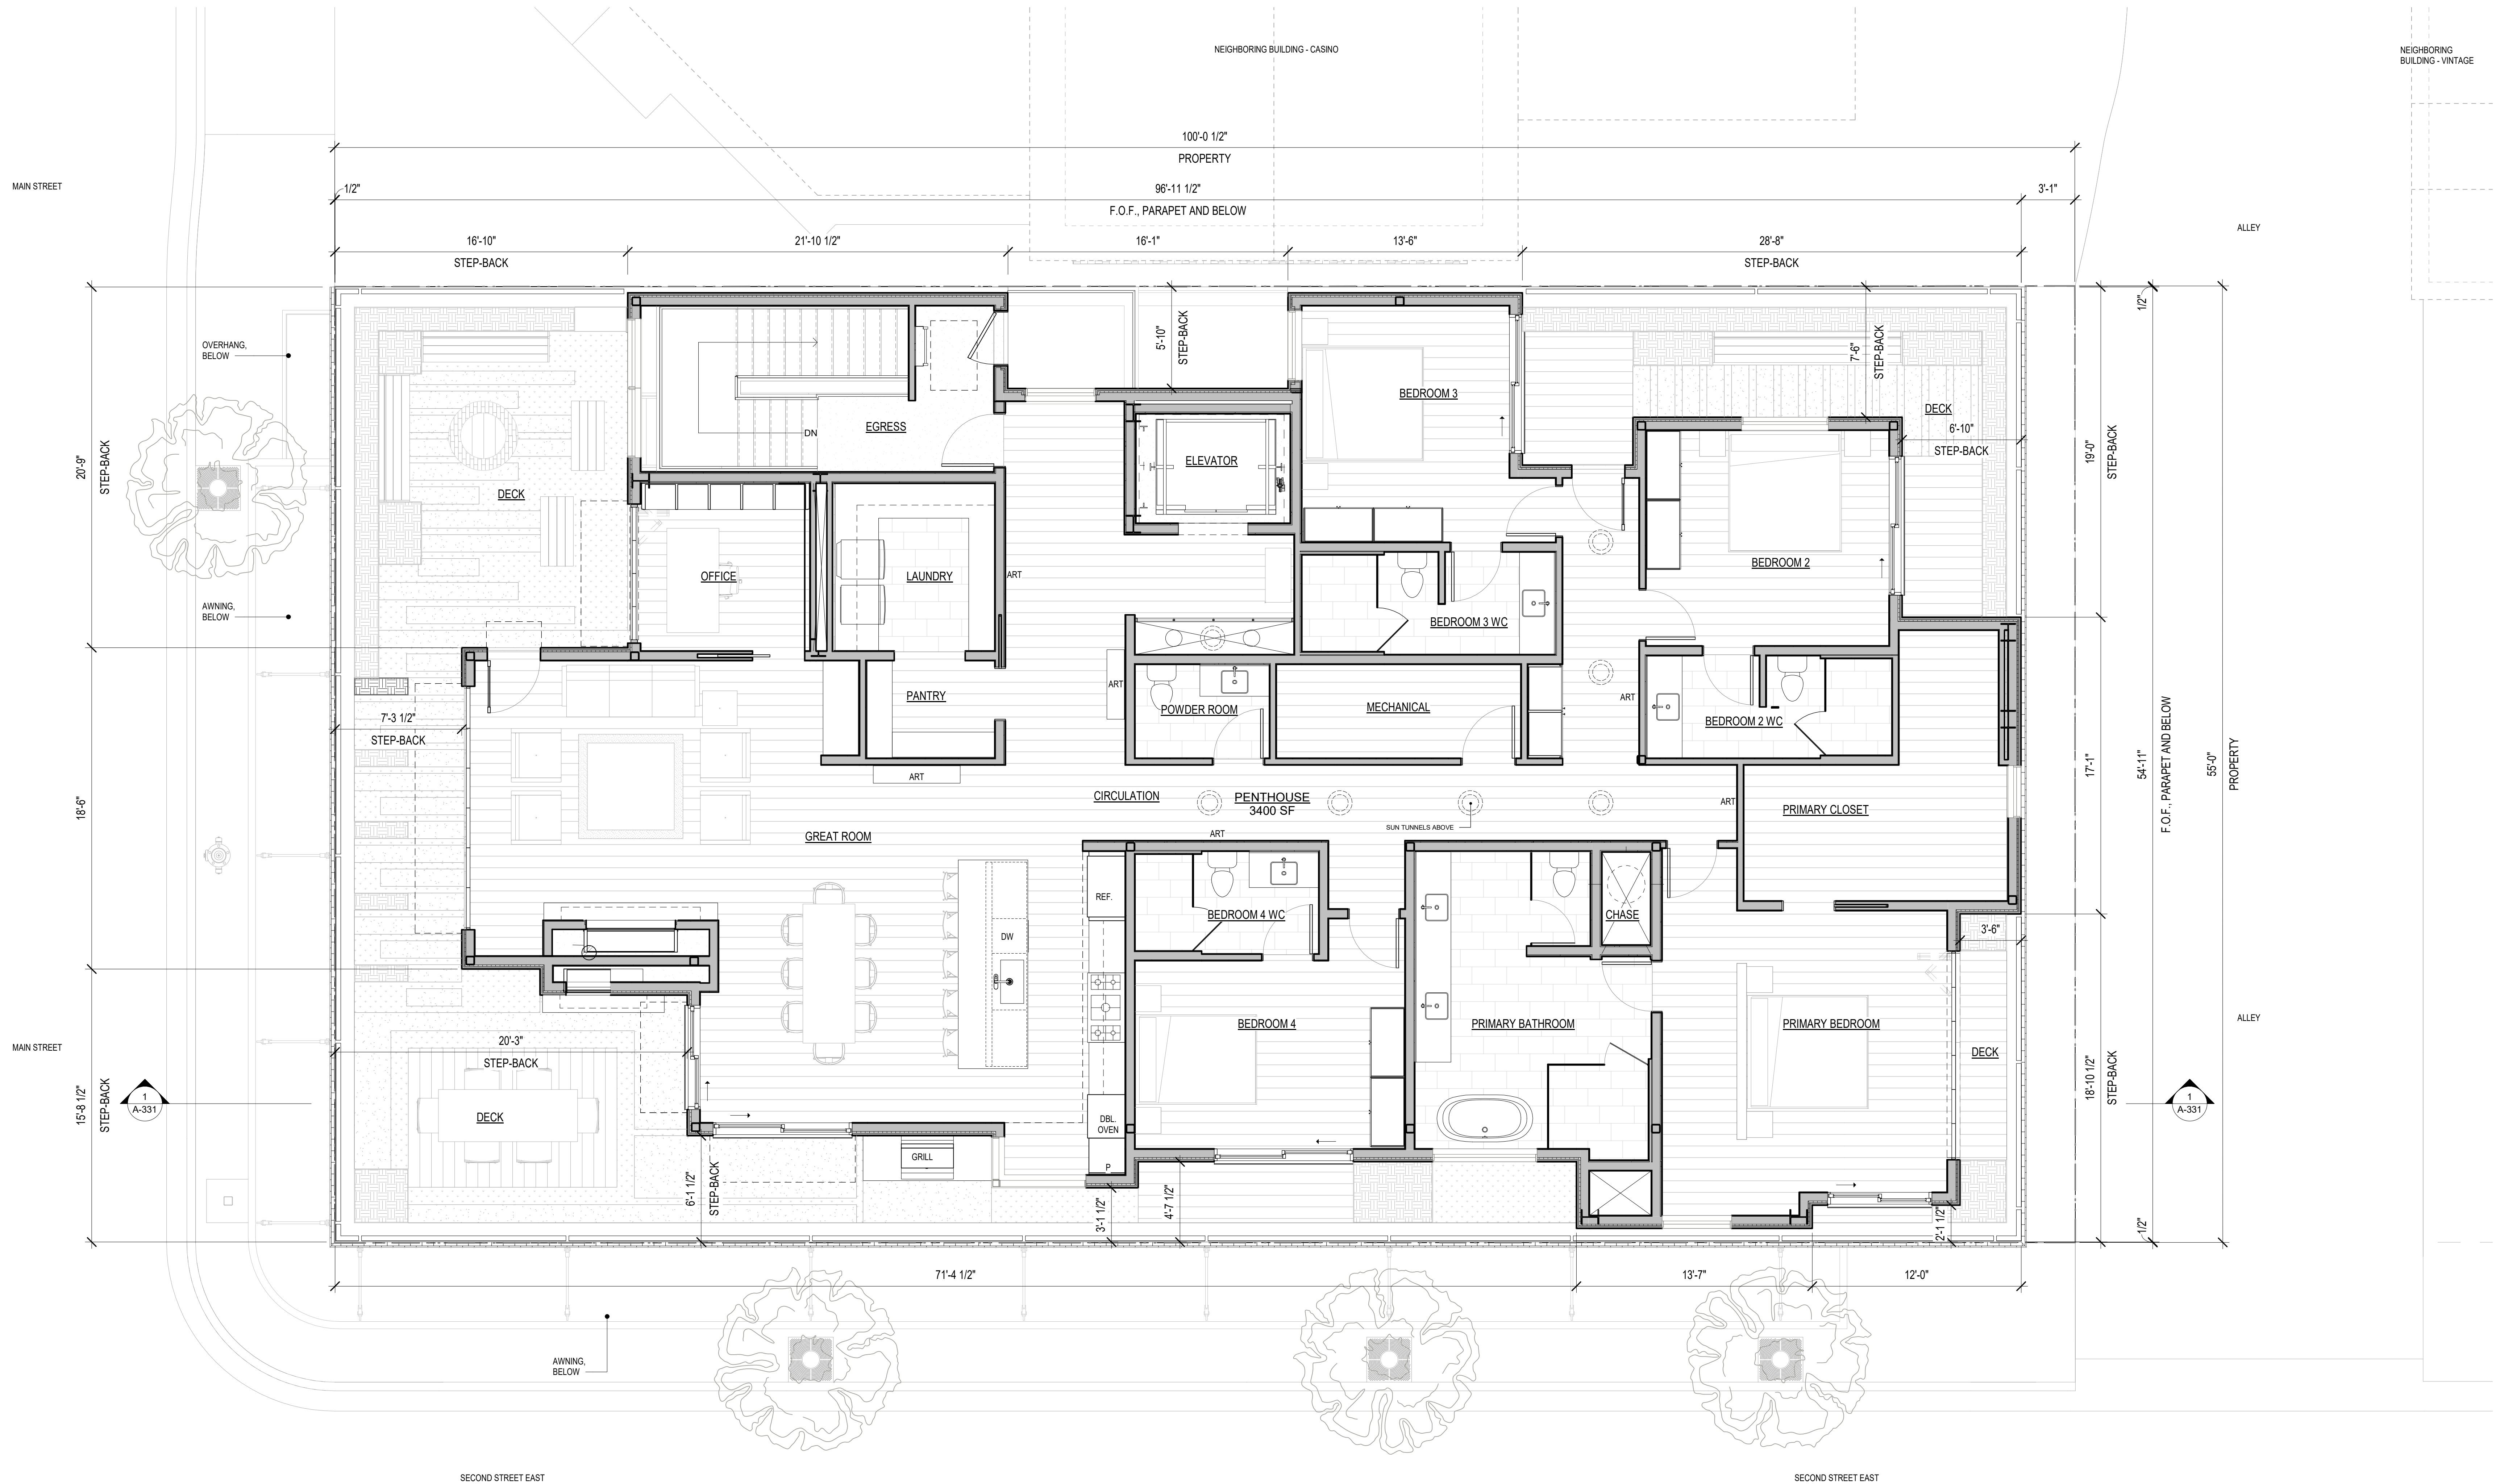 NEIGHBORING BUILDING - CASINO
NEIGHBORING
BUILDING - VINTAGE
100'-0 1/2"
PROPERTY
MAIN STREET
1/2"
96'-11 1/2"
3'-1"
F.O.F., PARAPET AND BELOW
ALLEY
16'-10"
STEP-BACK
21'-10 1/2"
16'-1"
13'-6"
28'-8"
STEP-BACK
1/2"
OVERHANG,
BELOW
5'-10"
STEP-BACK
7'-6"
STEP-BACK
BEDROOM 3
DECK
6'-10"
STEP-BACK
EGRESS
DN
20'-9"
STEP-BACK
19'-0"
STEP-BACK
ELEVATOR
DECK
OFFICE
LAUNDRY
ART
BEDROOM 2
AWNING,
BELOW
BEDROOM 3 WC
PANTRY
ART
POWDER ROOM
MECHANICAL
ART
BEDROOM 2 WC
7'-3 1/2"
STEP-BACK
ART
CIRCULATION
PENTHOUSE
3400 SF
ART
PRIMARY CLOSET
SUN TUNNELS ABOVE
GREAT ROOM
ART
18'-6"
17'-1"
54'-11"
F.O.F., PARAPET AND BELOW
55'-0"
PROPERTY
REF.
BEDROOM 4 WC
CHASE
DW
3'-6"
BEDROOM 4
PRIMARY BATHROOM
PRIMARY BEDROOM
DECK
ALLEY
MAIN STREET
20'-3"
STEP-BACK
15'-8 1/2"
STEP-BACK
1
A-331
DECK
DBL.
OVEN
P
GRILL
18'-10 1/2"
STEP-BACK
1
A-331
6'-1 1/2"
STEP-BACK
3'-1 1/2"
4'-7 1/2"
2'-1 1/2"
1/2"
71'-4 1/2"
13'-7"
12'-0"
AWNING,
BELOW
SECOND STREET EAST
SECOND STREET EAST